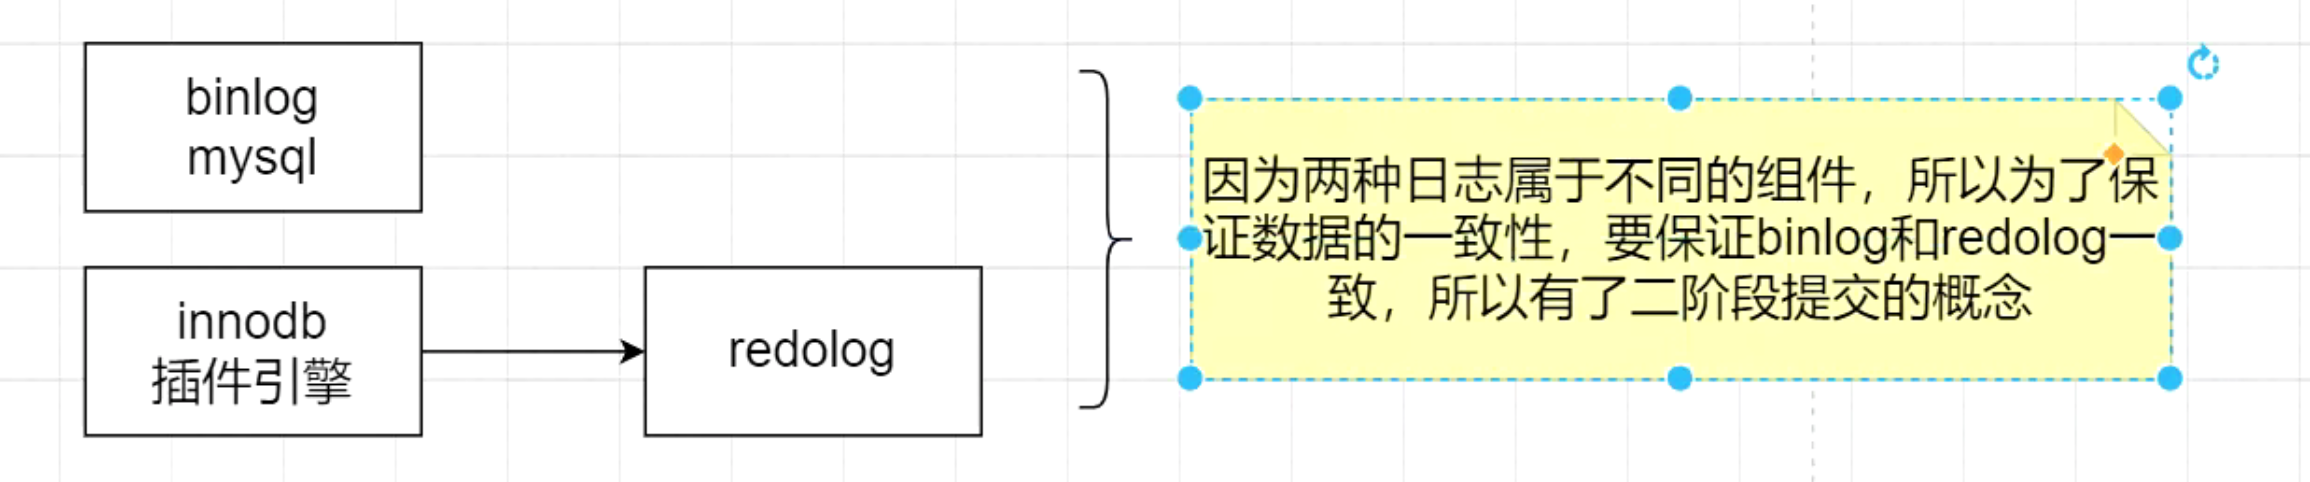 binlog
mysql
innodb
插件引擎
redolog
因为两种日志属于不同的组件，所以为了保
证数据的一致性，要保证binlog和redolog一
致，所以有了二阶段提交的概念